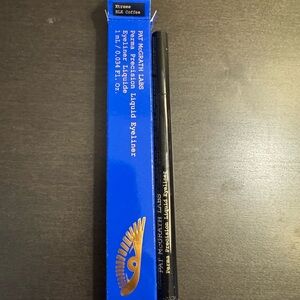 Xtreme
BLK Coffee
PAT McGRATH LABS
Perma Precision Liquid Eyeliner
Eyeliner Liquide
1 mL / 0.034 Fl. Oz.
PAT McGRATH LABS
Perma Precision Liquid Eyeliner